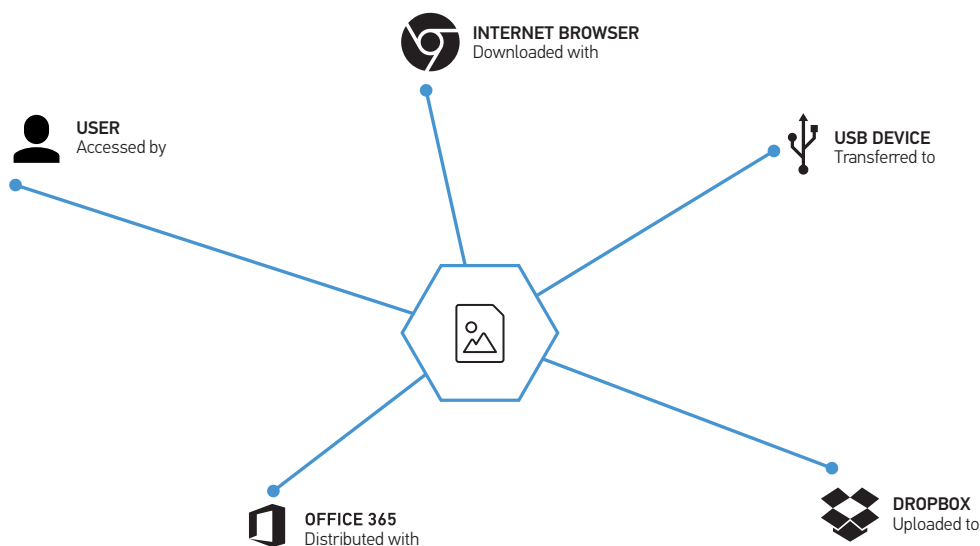 INTERNET BROWSER
Downloaded with
USER
Accessed by
USB DEVICE
Transferred to
OFFICE 365
Distributed with
DROPBOX
Uploaded to